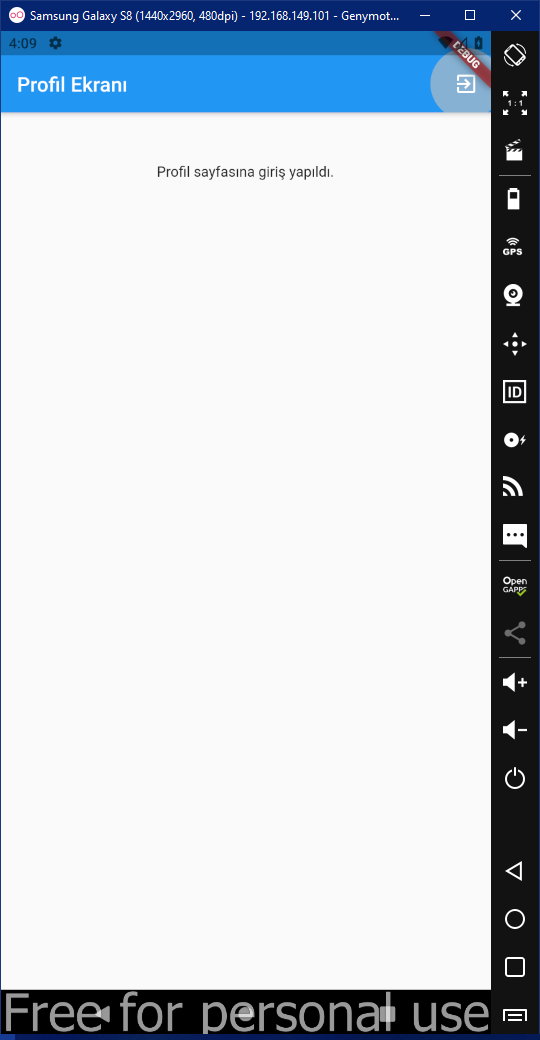 Samsung Galaxy S8 (1440x2960, 480dpi) - 192.168.149.101 - Genymot...
4:09
DEBUG
Profil Ekranı
1 : 1
Profil sayfasına giriş yapıldı.
GPS
ID
Open
GAPPS
Free for personal use